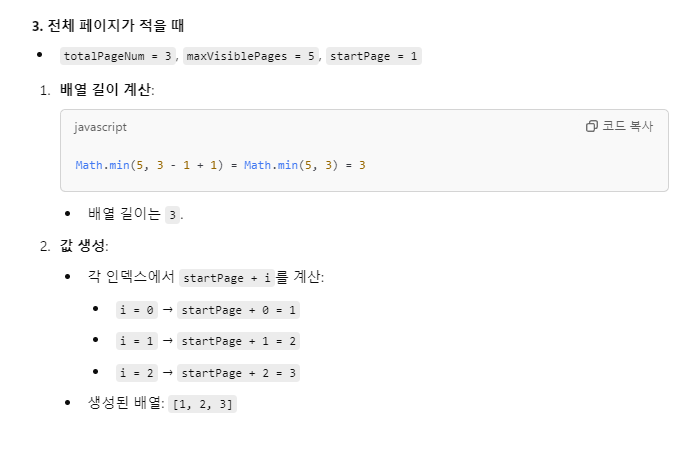 3. 전체 페이지가 적을 때
• totalPageNum = 3, maxVisiblePages = 5, startPage = 1
1. 배열 길이 계산:
javascript 코드 복사
Math.min(5, 3 - 1 + 1) = Math.min(5, 3) = 3
• 배열 길이는 3.
2. 값 생성:
• 각 인덱스에서 startPage + i를 계산:
• i = 0 → startPage + 0 = 1
• i = 1 → startPage + 1 = 2
• i = 2 → startPage + 2 = 3
• 생성된 배열: [1, 2, 3]